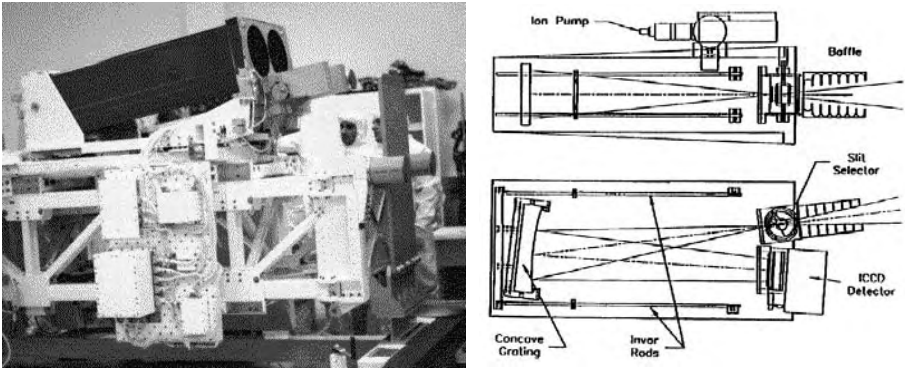 Ion Pump
Baffle
Slit
Selector
ICCD
Detector
Concave
Grating
Invar
Rods